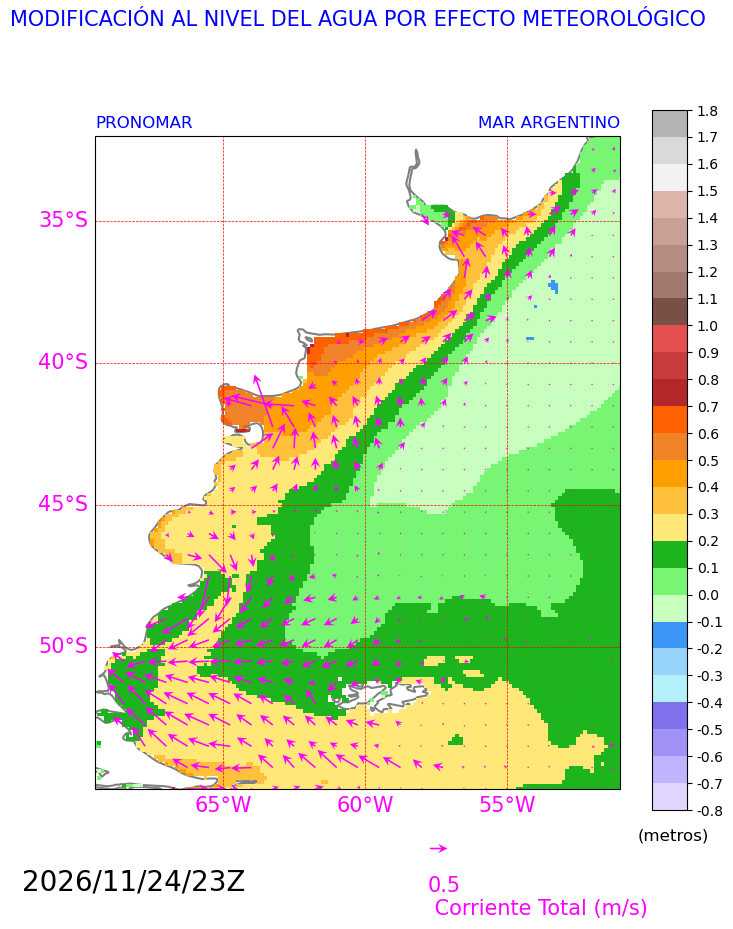 MODIFICACIÓN AL NIVEL DEL AGUA POR EFECTO METEOROLÓGICO
PRONOMAR
MAR ARGENTINO
35°S
40°S
45°S
50°S
65°W
60°W
55°W
1.8
1.7
1.6
1.5
1.4
1.3
1.2
1.1
1.0
0.9
0.8
0.7
0.6
0.5
0.4
0.3
0.2
0.1
0.0
-0.1
-0.2
-0.3
-0.4
-0.5
-0.6
-0.7
-0.8
(metros)
2026/11/24/23Z
0.5
Corriente Total (m/s)